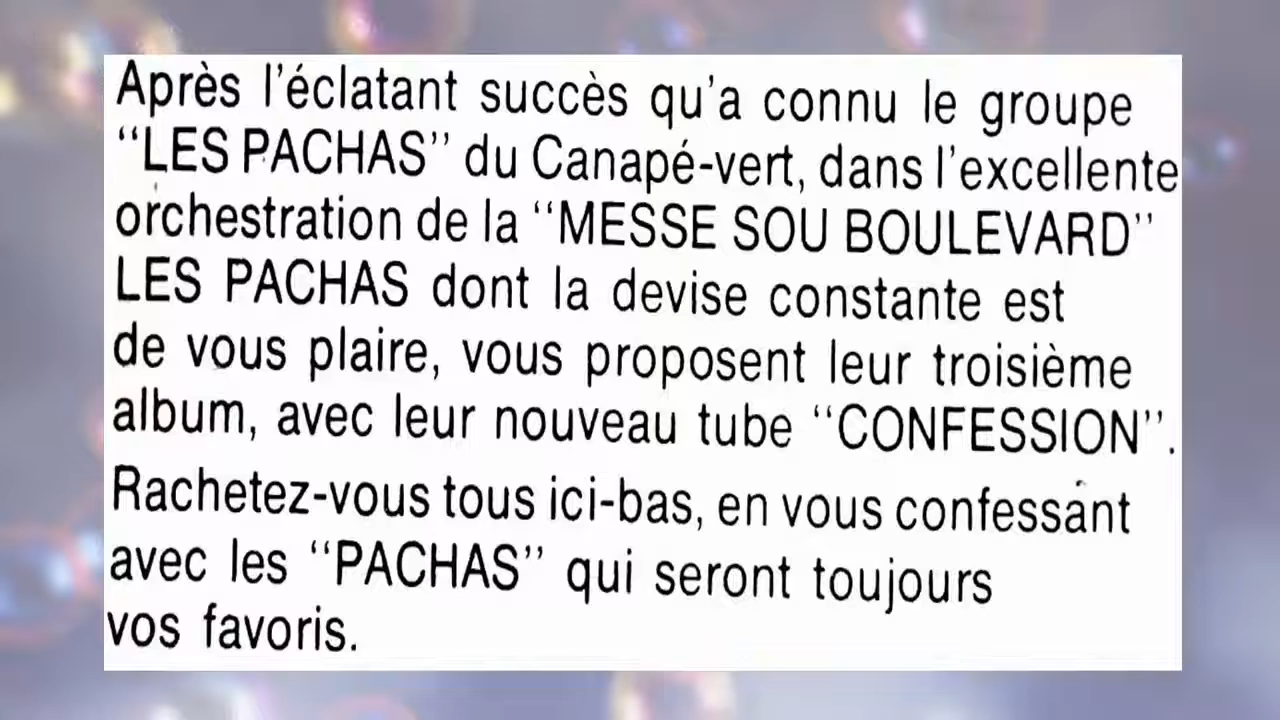 Après l'éclatant succès qu'a connu le groupe
"LES PACHAS" du Canapé-vert, dans l'excellente
orchestration de la "MESSE SOU BOULEVARD"
LES PACHAS dont la devise constante est
de vous plaire, vous proposent leur troisième
album, avec leur nouveau tube "CONFESSION".
Rachetez-vous tous ici-bas, en vous confessant
avec les "PACHAS" qui seront toujours
vos favoris.